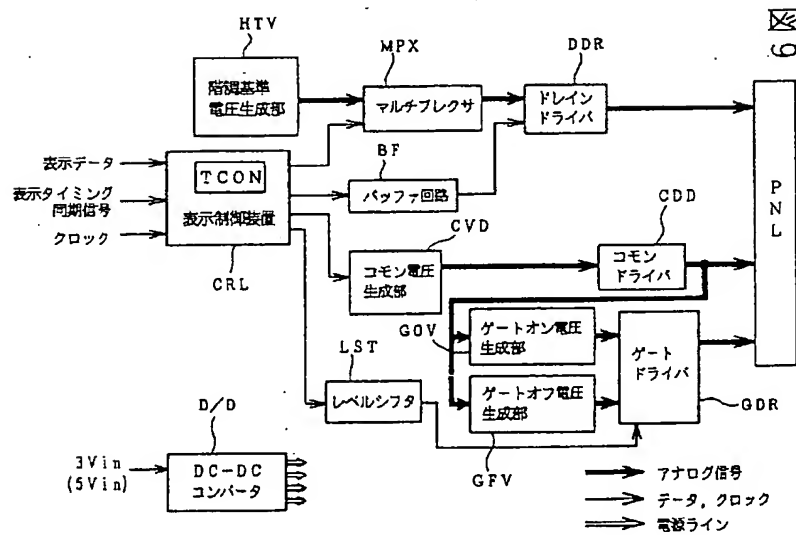 図 9
HTV
MPX
DDR
階調基準
電圧生成部
マルチプレクサ
ドレイン
ドライバ
PNL
表示データ
表示タイミング
同期信号
クロック
TCON
表示制御装置
CRL
BF
バッファ回路
CVD
コモン電圧
生成部
CDD
コモン
ドライバ
GOV
ゲートオン電圧
生成部
ゲート
ドライバ
GDR
LST
レベルシフタ
ゲートオフ電圧
生成部
GFV
D/D
3Vin
(5Vin)
DC-DC
コンバータ
アナログ信号
データ,クロック
電源ライン